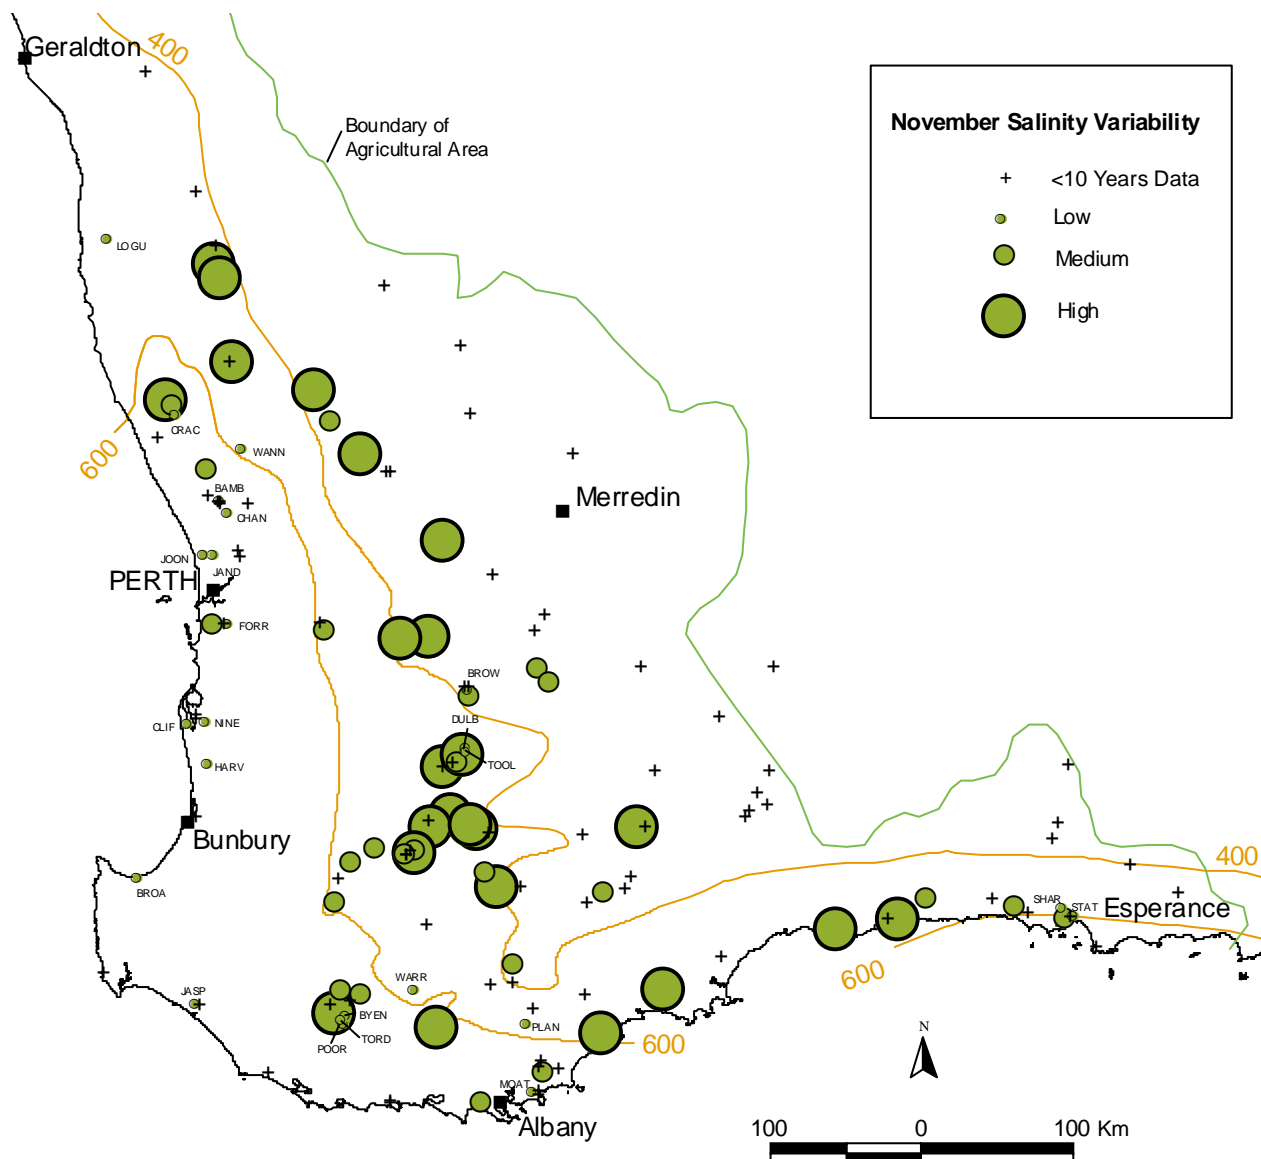 Geraldton
400
Boundary of
Agricultural Area
November Salinity Variability
<10 Years Data
Low
Medium
High
LOGU
CRAC
600
WANN
BAMB
CHAN
Merredin
JOON
JAND
PERTH
FORR
BROW
CLIF
NINE
DULB
TOOL
HARV
Bunbury
BROA
400
SHAR
STAT
Esperance
600
WARR
JASP
BYEN
TORD
POOR
PLAN
600
N
MOAT
Albany
100
0
100 Km